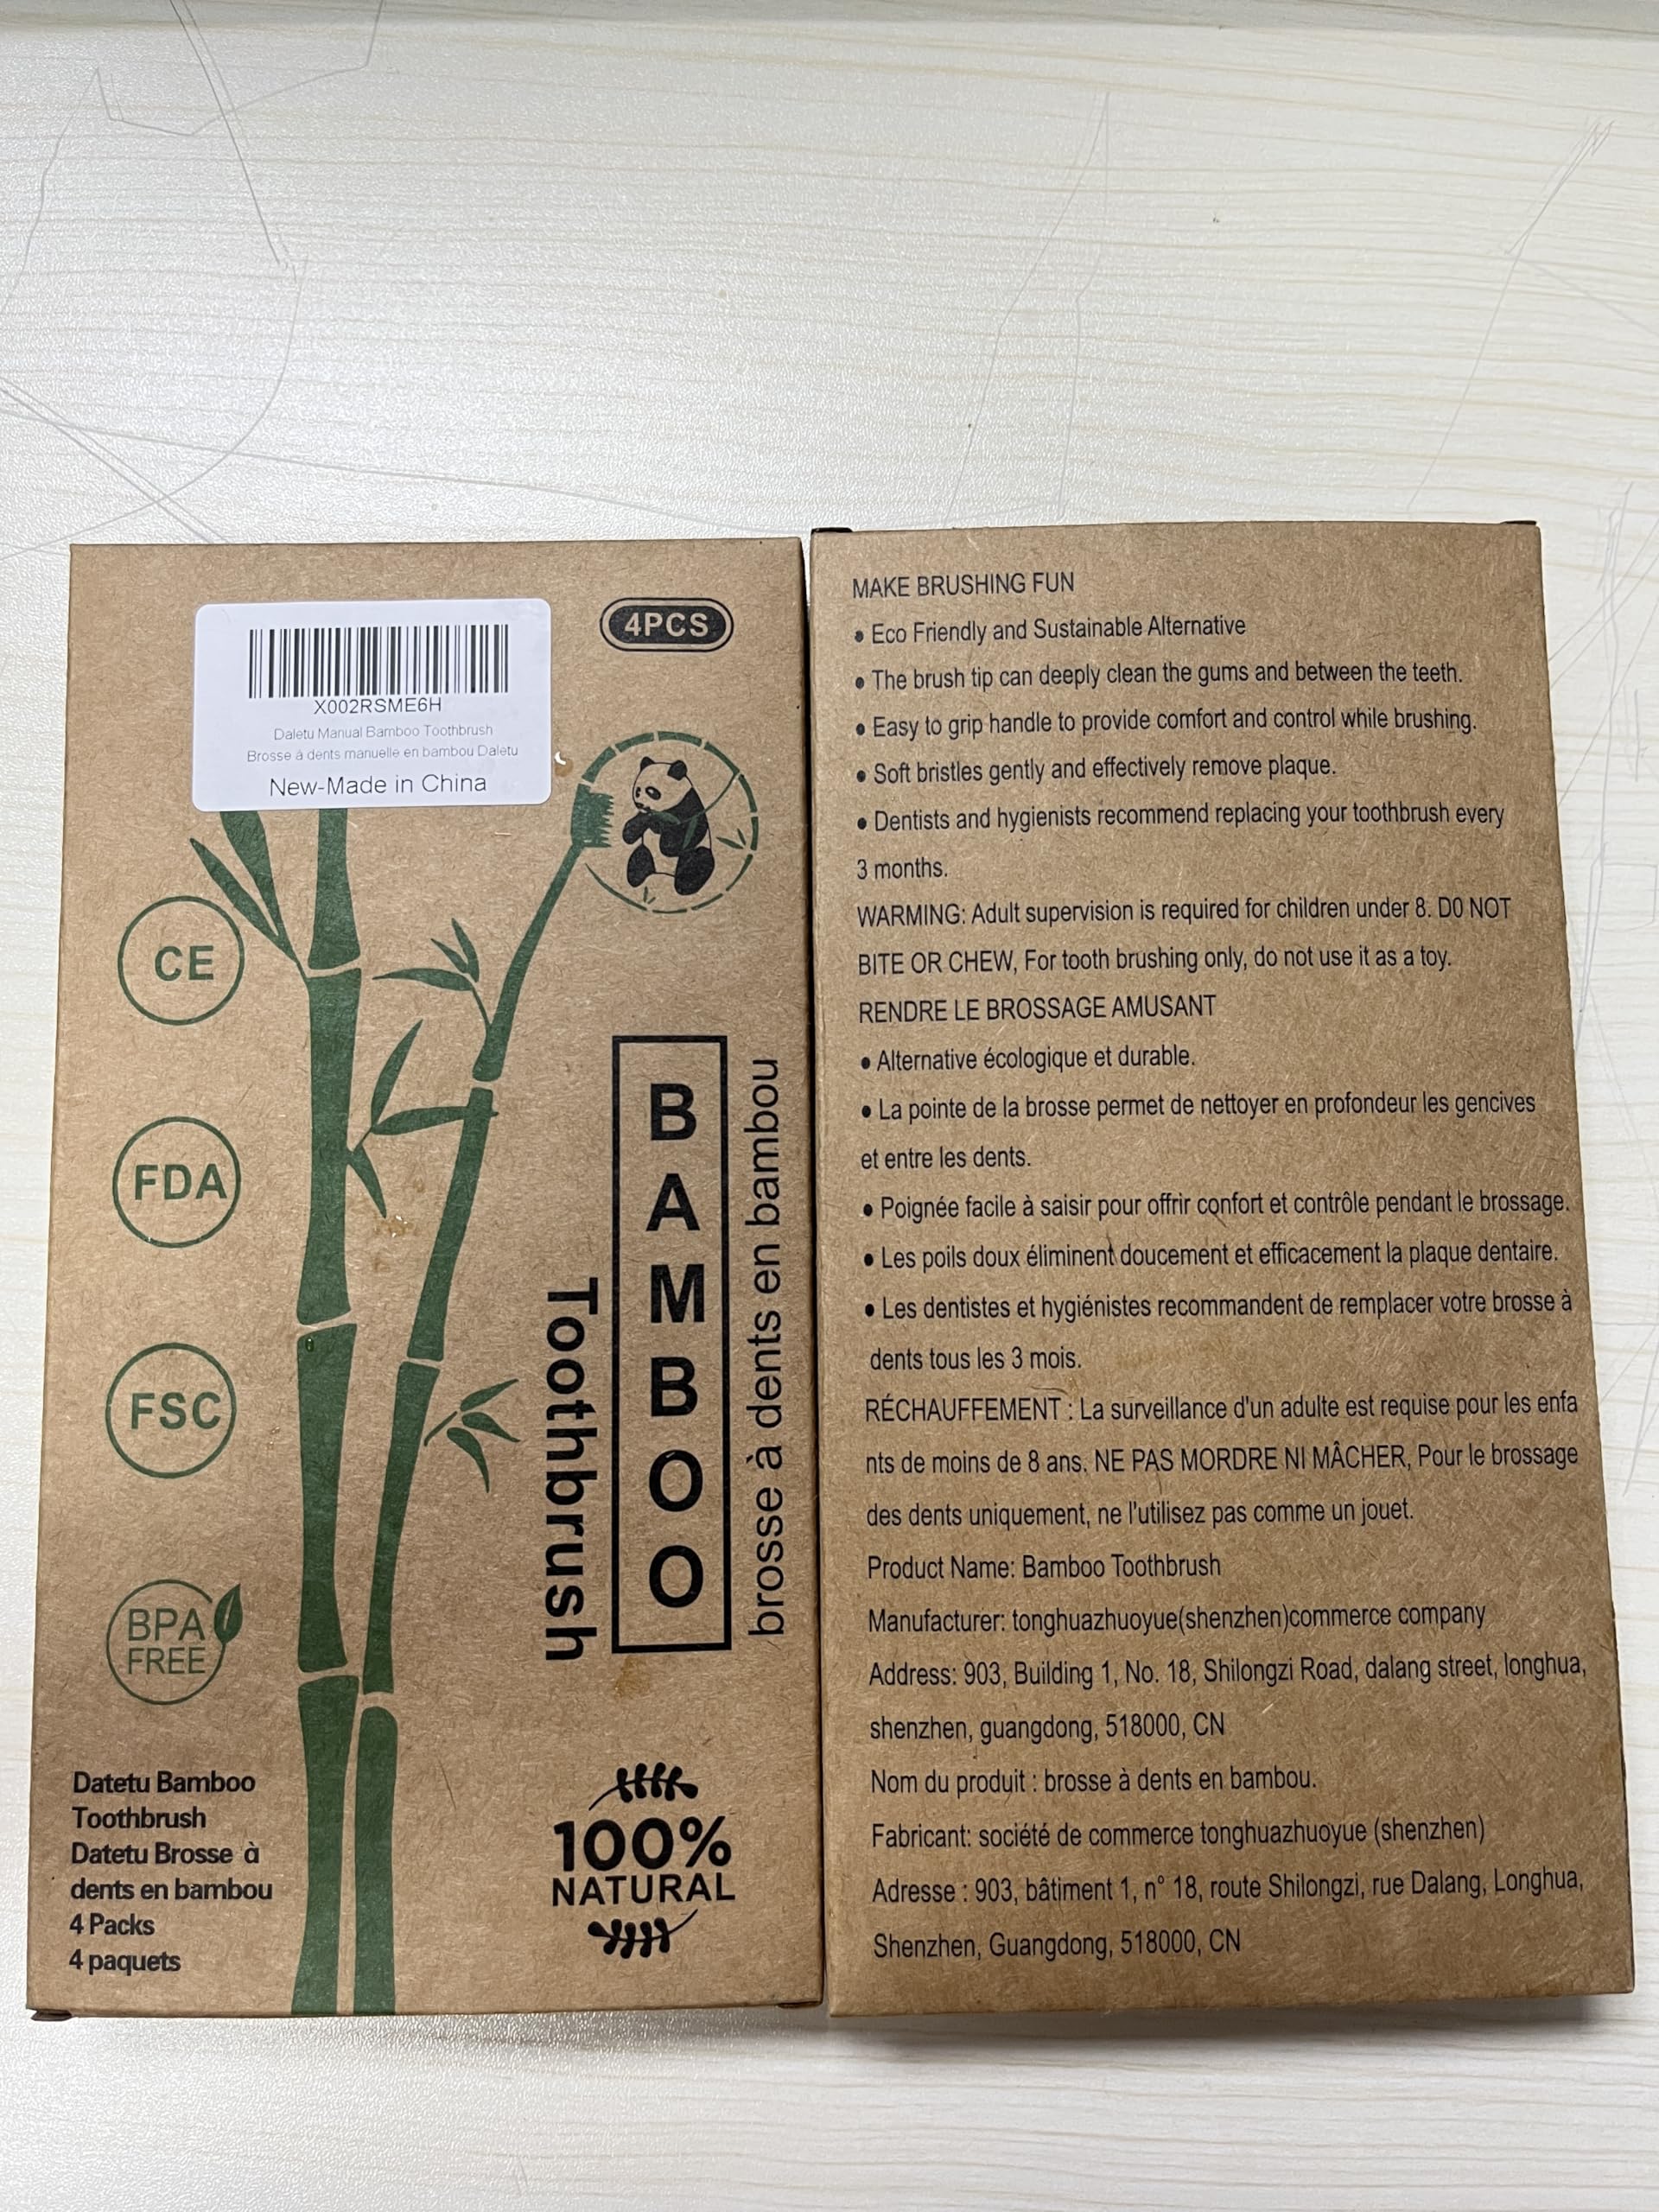 X002RSME6H
Daletu Manual Bamboo Toothbrush
Brosse à dents manuelle en bambou Daletu
New-Made in China
4PCS
CE
FDA
FSC
BPA
FREE
Toothbrush
BAMBOO
brosse à dents en bambou
Datetu Bamboo
Toothbrush
Datetu Brosse à
dents en bambou
4 Packs
4 paquets
100%
NATURAL
MAKE BRUSHING FUN
• Eco Friendly and Sustainable Alternative
• The brush tip can deeply clean the gums and between the teeth.
• Easy to grip handle to provide comfort and control while brushing.
• Soft bristles gently and effectively remove plaque.
• Dentists and hygienists recommend replacing your toothbrush every
3 months.
WARMING: Adult supervision is required for children under 8. D0 NOT
BITE OR CHEW, For tooth brushing only, do not use it as a toy.
RENDRE LE BROSSAGE AMUSANT
• Alternative écologique et durable.
• La pointe de la brosse permet de nettoyer en profondeur les gencives
et entre les dents.
• Poignée facile à saisir pour offrir confort et contrôle pendant le brossage.
• Les poils doux éliminent doucement et efficacement la plaque dentaire.
• Les dentistes et hygiénistes recommandent de remplacer votre brosse à
dents tous les 3 mois.
RÉCHAUFFEMENT : La surveillance d'un adulte est requise pour les enfa
nts de moins de 8 ans. NE PAS MORDRE NI MÂCHER, Pour le brossage
des dents uniquement, ne l'utilisez pas comme un jouet.
Product Name: Bamboo Toothbrush
Manufacturer: tonghuazhuoyue(shenzhen)commerce company
Address: 903, Building 1, No. 18, Shilongzi Road, dalang street, longhua,
shenzhen, guangdong, 518000, CN
Nom du produit : brosse à dents en bambou.
Fabricant: société de commerce tonghuazhuoyue (shenzhen)
Adresse : 903, bâtiment 1, n° 18, route Shilongzi, rue Dalang, Longhua,
Shenzhen, Guangdong, 518000, CN